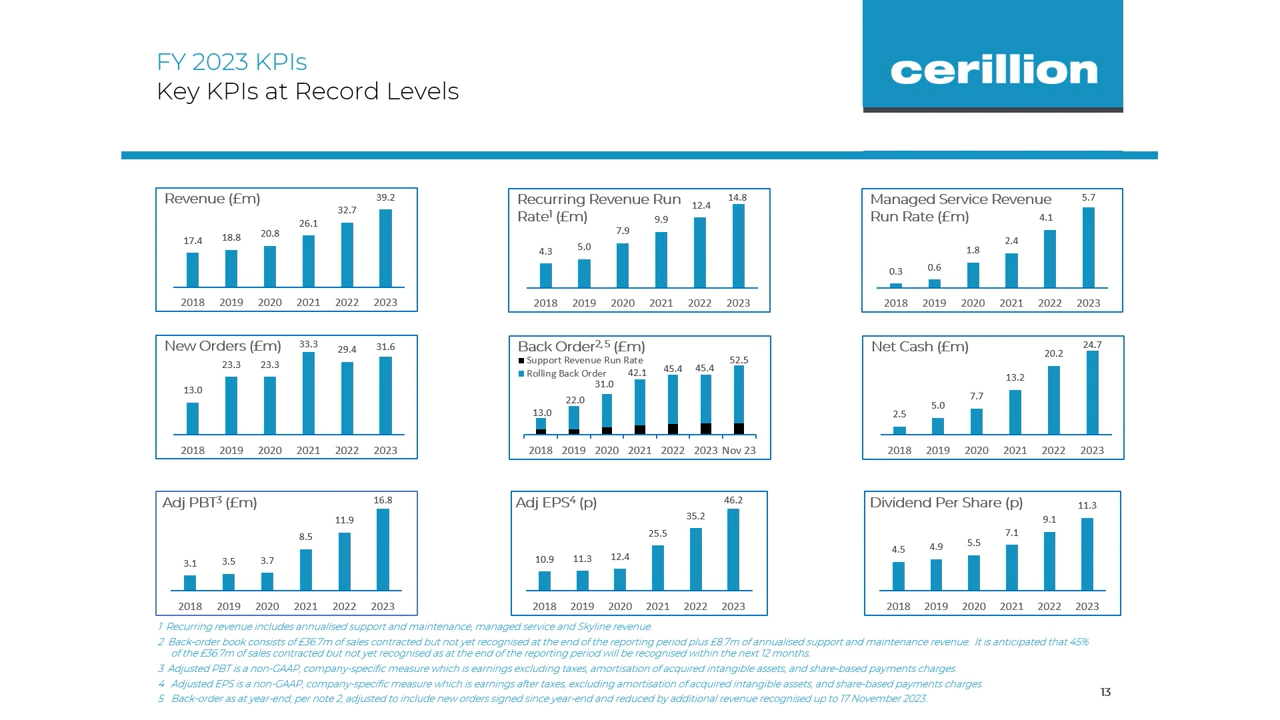 FY 2023 KPIs
Key KPIs at Record Levels
cerillion
Revenue (£m)
17.4 18.8 20.8 26.1 32.7 39.2
2018 2019 2020 2021 2022 2023
Recurring Revenue Run
Rate¹ (£m)
4.3 5.0 7.9 9.9 12.4 14.8
2018 2019 2020 2021 2022 2023
Managed Service Revenue
Run Rate (£m)
0.3 0.6 1.8 2.4 4.1 5.7
2018 2019 2020 2021 2022 2023
New Orders (£m)
13.0 23.3 23.3 33.3 29.4 31.6
2018 2019 2020 2021 2022 2023
Back Order²,⁵ (£m)
Support Revenue Run Rate
Rolling Back Order
13.0 22.0 31.0 42.1 45.4 45.4 52.5
2018 2019 2020 2021 2022 2023 Nov 23
Net Cash (£m)
2.5 5.0 7.7 13.2 20.2 24.7
2018 2019 2020 2021 2022 2023
Adj PBT³ (£m)
3.1 3.5 3.7 8.5 11.9 16.8
2018 2019 2020 2021 2022 2023
Adj EPS⁴ (p)
10.9 11.3 12.4 25.5 35.2 46.2
2018 2019 2020 2021 2022 2023
Dividend Per Share (p)
4.5 4.9 5.5 7.1 9.1 11.3
2018 2019 2020 2021 2022 2023
1 Recurring revenue includes annualised support and maintenance, managed service and Skyline revenue.
2 Back-order book consists of £36.7m of sales contracted but not yet recognised at the end of the reporting period plus £8.7m of annualised support and maintenance revenue. It is anticipated that 45%
of the £36.7m of sales contracted but not yet recognised as at the end of the reporting period will be recognised within the next 12 months.
3 Adjusted PBT is a non-GAAP, company-specific measure which is earnings excluding taxes, amortisation of acquired intangible assets, and share-based payments charges.
4 Adjusted EPS is a non-GAAP, company-specific measure which is earnings after taxes, excluding amortisation of acquired intangible assets, and share-based payments charges.
5 Back-order as at year-end, per note 2, adjusted to include new orders signed since year-end and reduced by additional revenue recognised up to 17 November 2023.
13